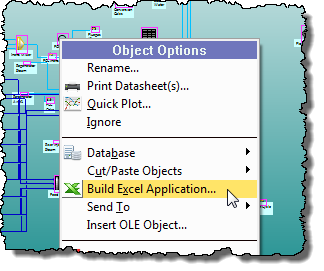 Object Options
Rename...
Print Datasheet(s)...
Quick Plot...
Ignore
Database
Cut/Paste Objects
Build Excel Application...
Send To
Insert OLE Object...